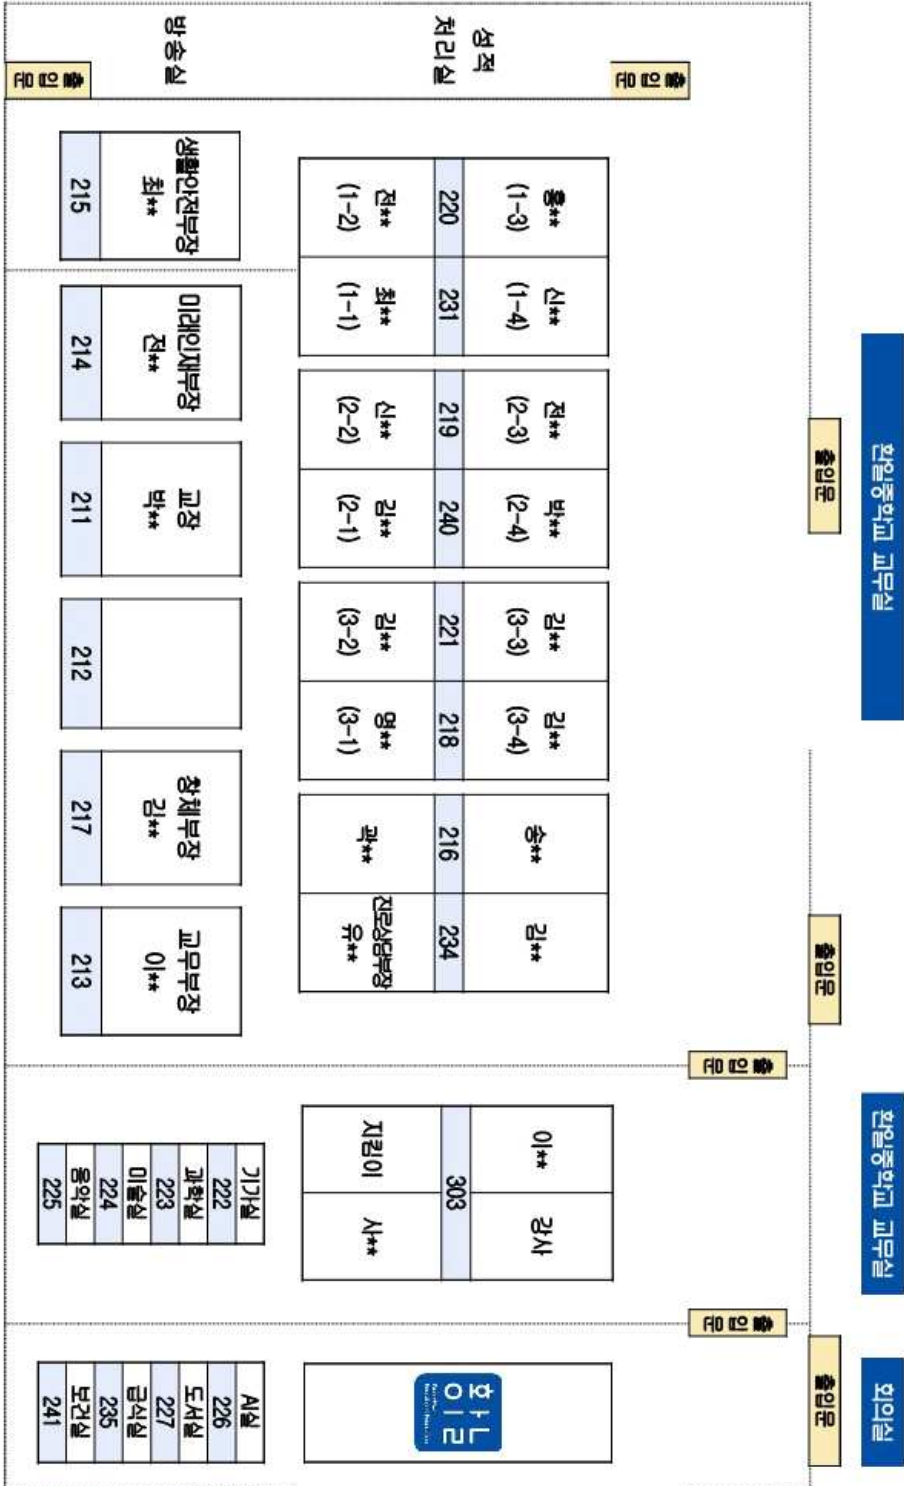 환일중학교 교무실
환일중학교 교무실
회의실
출입문
출입문
출입문
출입문
출입문
출입문
성적
처리실
홍** (1-3)
신** (1-4)
전** (2-3)
박** (2-4)
김** (3-3)
김** (3-4)
송**
김**
220 231 219 240 221 218 216 234
전** (1-2)
최** (1-1)
신** (2-2)
김** (2-1)
김** (3-2)
명** (3-1)
곽**
진로상담부장
유**
이** 강사
303
지킴이 사**
환일
방송실
출입문
생활안전부장
최**
215
미래인재부장
전**
214
교장
박**
211
212
창체부장
김**
217
교무부장
이**
213
기가실
222
과학실
223
미술실
224
음악실
225
AI실
226
도서실
227
급식실
235
보건실
241